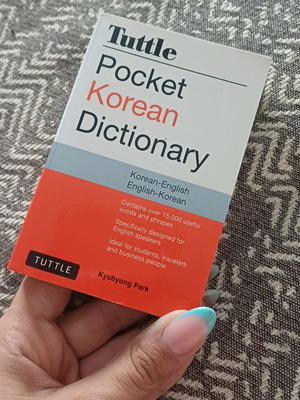 Tuttle
Pocket
Korean
Dictionary
Korean-English
English-Korean
Contains over 15,000 useful
words and phrases
Specifically designed for
English speakers
Ideal for students, travelers
and business people
TUTTLE
Kyubyong Park